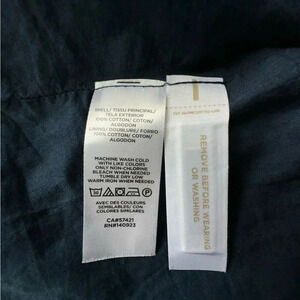 SHELL/ TISSU PRINCIPAL/
TELA EXTERIOR
100% COTTON/ COTON/
ALGODON
LINING/ DOUBLURE/ FORRO
100% COTTON/ COTON/
ALGODON
MACHINE WASH COLD
WITH LIKE COLORS
ONLY NON-CHLORINE
BLEACH WHEN NEEDED
TUMBLE DRY LOW
WARM IRON WHEN NEEDED
AVEC DES COULEURS
SEMBLABLES/ CON
COLORES SIMILARES
CA#57421
RN#140923
REMOVE BEFORE WEARING
OR WASHING